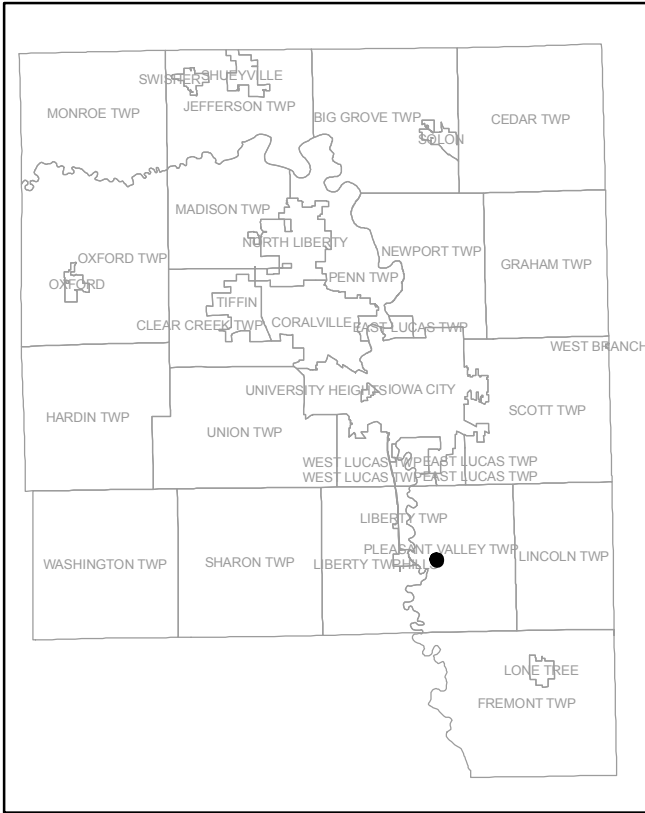 SWISHER
SHUEYVILLE
MONROE TWP
JEFFERSON TWP
BIG GROVE TWP
CEDAR TWP
SOLON
MADISON TWP
NORTH LIBERTY
NEWPORT TWP
OXFORD TWP
GRAHAM TWP
PENN TWP
OXFORD
TIFFIN
CLEAR CREEK TWP
CORALVILLE
EAST LUCAS TWP
WEST BRANCH
UNIVERSITY HEIGHTS
IOWA CITY
HARDIN TWP
SCOTT TWP
UNION TWP
WEST LUCAS TWP
EAST LUCAS TWP
WEST LUCAS TWP
EAST LUCAS TWP
LIBERTY TWP
PLEASANT VALLEY TWP
WASHINGTON TWP
SHARON TWP
LIBERTY TWP
HILLS
LINCOLN TWP
LONE TREE
FREMONT TWP